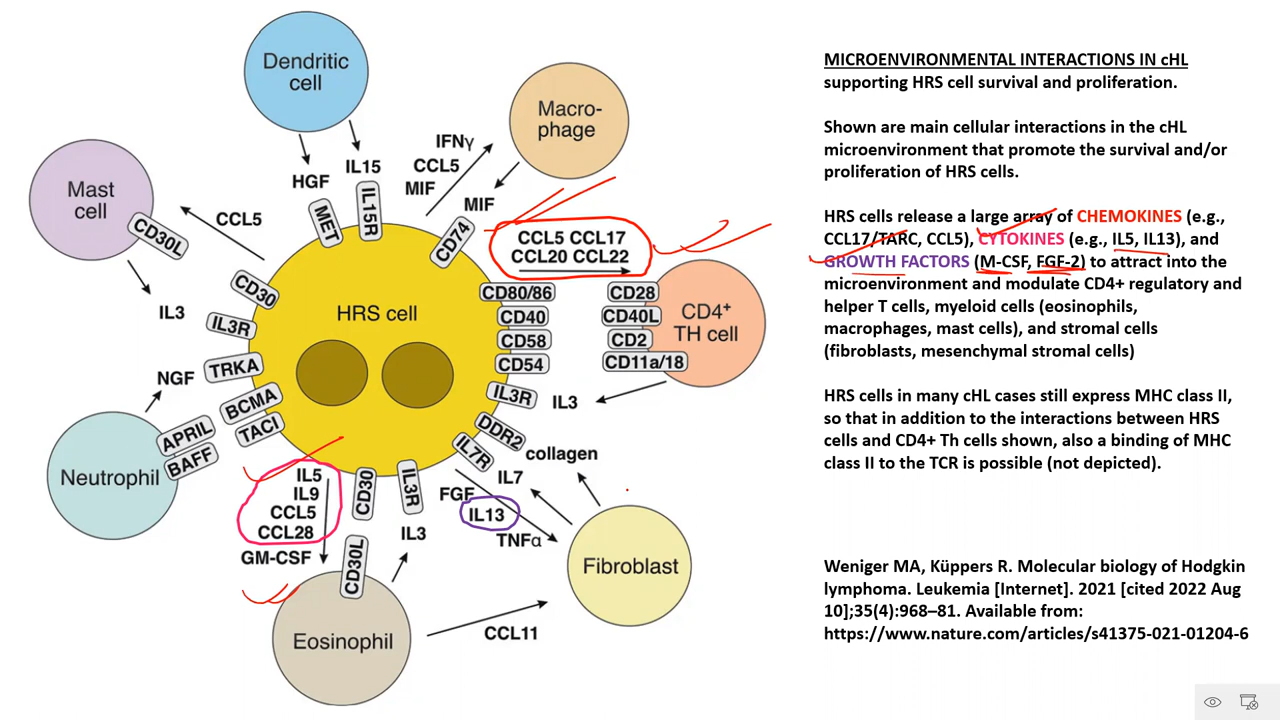 Dendritic
cell
Macro-
phage
IFNγ
CCL5
MIF
HGF
IL15
MET
IL15R
MIF
CD74
Mast
cell
CD30L
CCL5
IL3
CD30
IL3R
CCL5 CCL17
CCL20 CCL22
HRS cell
CD80/86
CD40
CD58
CD54
CD28
CD40L
CD2
CD11a/18
CD4+
TH cell
IL3R
IL3
NGF
TRKA
BCMA
TACI
APRIL
BAFF
Neutrophil
DDR2
IL7R
collagen
IL7
IL5
IL9
CCL5
CCL28
GM-CSF
CD30
IL3R
IL3
CD30L
FGF
IL13
TNFα
Fibroblast
Eosinophil
CCL11
MICROENVIRONMENTAL INTERACTIONS IN cHL
supporting HRS cell survival and proliferation.
Shown are main cellular interactions in the cHL
microenvironment that promote the survival and/or
proliferation of HRS cells.
HRS cells release a large array of CHEMOKINES (e.g.,
CCL17/TARC, CCL5), CYTOKINES (e.g., IL5, IL13), and
GROWTH FACTORS (M-CSF, FGF-2) to attract into the
microenvironment and modulate CD4+ regulatory and
helper T cells, myeloid cells (eosinophils,
macrophages, mast cells), and stromal cells
(fibroblasts, mesenchymal stromal cells)
HRS cells in many cHL cases still express MHC class II,
so that in addition to the interactions between HRS
cells and CD4+ Th cells shown, also a binding of MHC
class II to the TCR is possible (not depicted).
Weniger MA, Küppers R. Molecular biology of Hodgkin
lymphoma. Leukemia [Internet]. 2021 [cited 2022 Aug
10];35(4):968–81. Available from:
https://www.nature.com/articles/s41375-021-01204-6